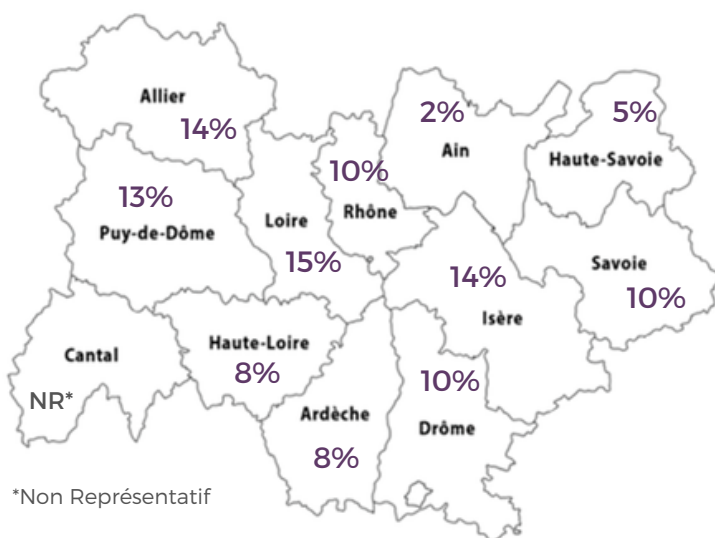 Allier
14%
2%
Ain
5%
Haute-Savoie
13%
Puy-de-Dôme
Loire
15%
10%
Rhône
14%
Isère
Savoie
10%
Cantal
NR*
Haute-Loire
8%
Ardèche
8%
10%
Drôme
*Non Représentatif